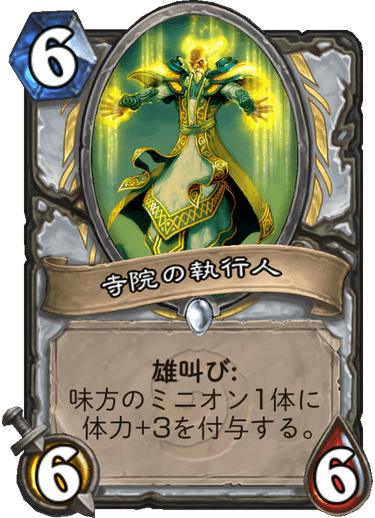 6
寺院の執行人
雄叫び:
味方のミニオン1体に
体力+3を付与する。
6
6